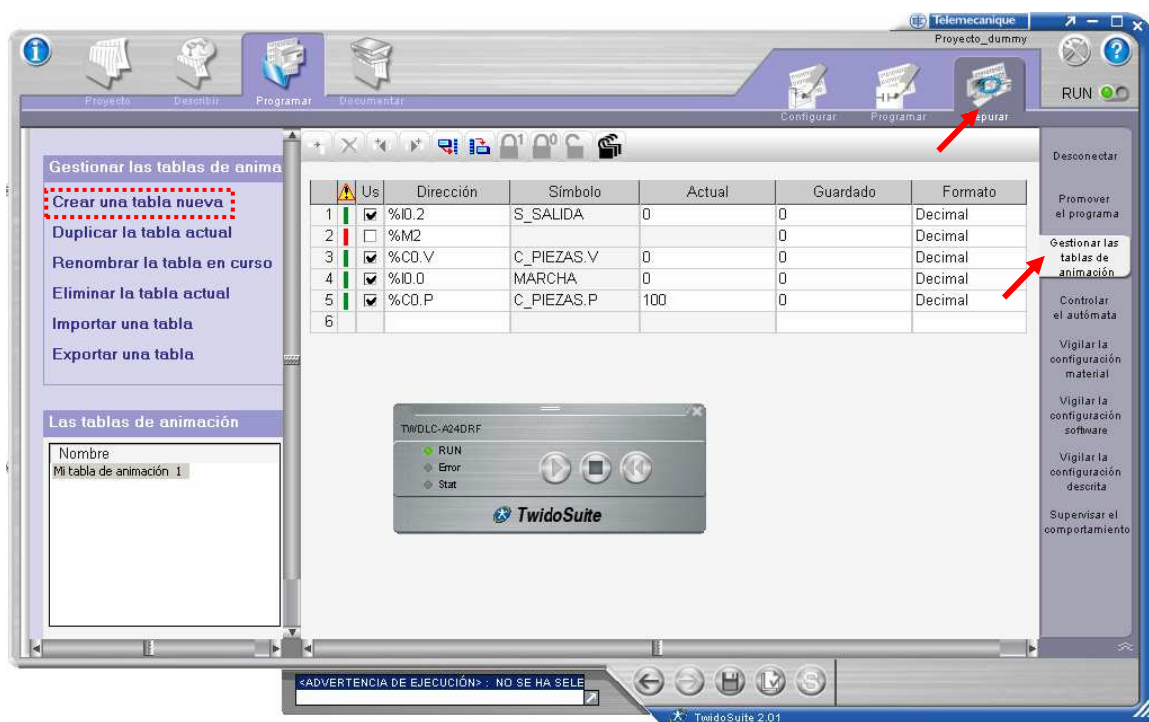 Telemecanique
Proyecto_dummy
Proyecto
Describir
Programar
Documentar
Configurar
Programar
Depurar
RUN
Gestionar las tablas de anima
Crear una tabla nueva
Duplicar la tabla actual
Renombrar la tabla en curso
Eliminar la tabla actual
Importar una tabla
Exportar una tabla
Las tablas de animación
Nombre
Mi tabla de animación 1
Us Dirección Símbolo Actual Guardado Formato
1 %I0.2 S_SALIDA 0 0 Decimal
2 %M2 0 Decimal
3 %C0.V C_PIEZAS.V 0 0 Decimal
4 %I0.0 MARCHA 0 0 Decimal
5 %C0.P C_PIEZAS.P 100 0 Decimal
6
TWDLC-A24DRF
RUN
Error
Stat
TwidoSuite
Desconectar
Promover
el programa
Gestionar las
tablas de
animación
Controlar
el autómata
Vigilar la
configuración
material
Vigilar la
configuración
software
Vigilar la
configuración
descrita
Supervisar el
comportamiento
<ADVERTENCIA DE EJECUCIÓN> : NO SE HA SELE
TwidoSuite 2.01